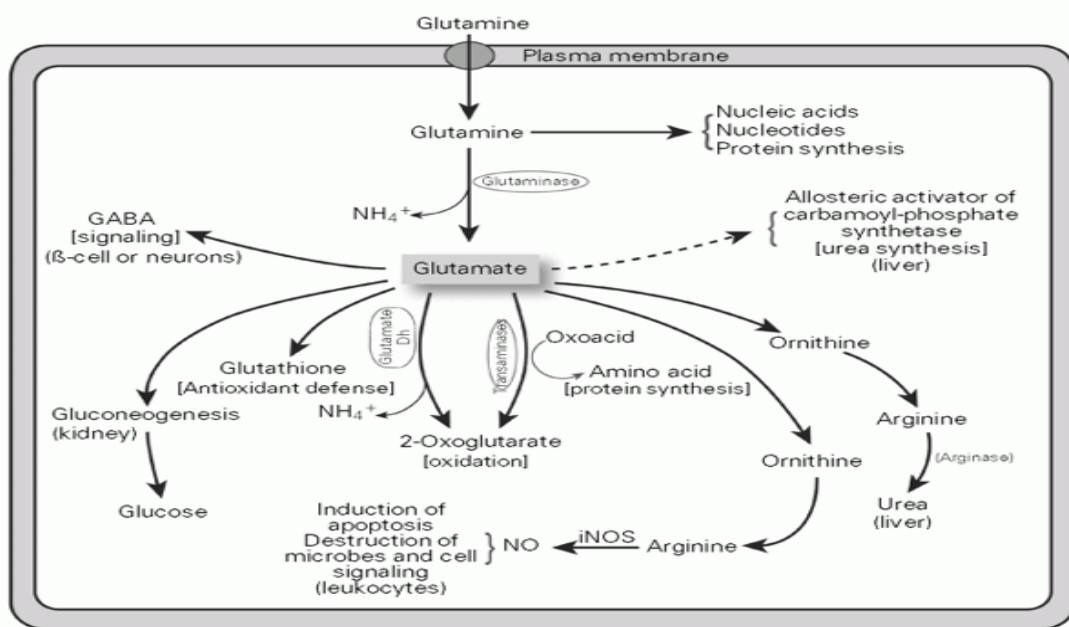 Glutamine
Plasma membrane
Glutamine
Nucleic acids
Nucleotides
Protein synthesis
Glutaminase
NH₄⁺
Allosteric activator of
carbamoyl-phosphate
synthetase
[urea synthesis]
(liver)
GABA
[signaling]
(ß-cell or neurons)
Glutamate
Glutamate
Dh
Transaminases
Oxoacid
Amino acid
[protein synthesis]
Glutathione
[Antioxidant defense]
NH₄⁺
Gluconeogenesis
(kidney)
Glucose
2-Oxoglutarate
[oxidation]
Ornithine
Arginine
(Arginase)
Urea
(liver)
Ornithine
Arginine
iNOS
NO
Induction of
apoptosis
Destruction of
microbes and cell
signaling
(leukocytes)